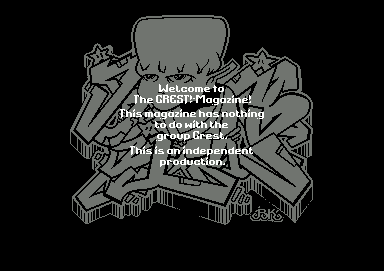 Welcome to
The CREST! Magazine!
This magazine has nothing
to do with the
group Crest.
This is an independent
production.